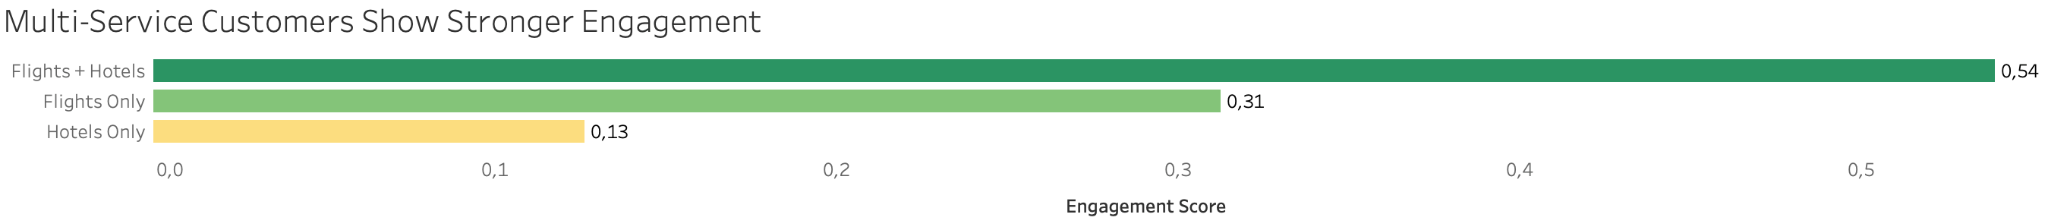 Multi-Service Customers Show Stronger Engagement
Flights + Hotels 0,54
Flights Only 0,31
Hotels Only 0,13
0,0 0,1 0,2 0,3 0,4 0,5
Engagement Score